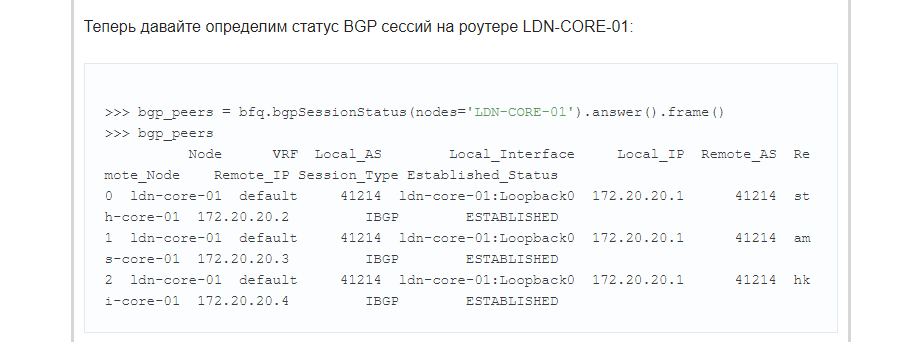 Теперь давайте определим статус BGP сессий на роутере LDN-CORE-01:
>>> bgp_peers = bfq.bgpSessionStatus(nodes='LDN-CORE-01').answer().frame()
>>> bgp_peers
          Node      VRF  Local_AS        Local_Interface     Local_IP  Remote_AS  Re
mote_Node    Remote_IP Session_Type Established_Status
0  ldn-core-01  default     41214  ldn-core-01:Loopback0  172.20.20.1      41214  st
h-core-01  172.20.20.2         IBGP        ESTABLISHED
1  ldn-core-01  default     41214  ldn-core-01:Loopback0  172.20.20.1      41214  am
s-core-01  172.20.20.3         IBGP        ESTABLISHED
2  ldn-core-01  default     41214  ldn-core-01:Loopback0  172.20.20.1      41214  hk
i-core-01  172.20.20.4         IBGP        ESTABLISHED